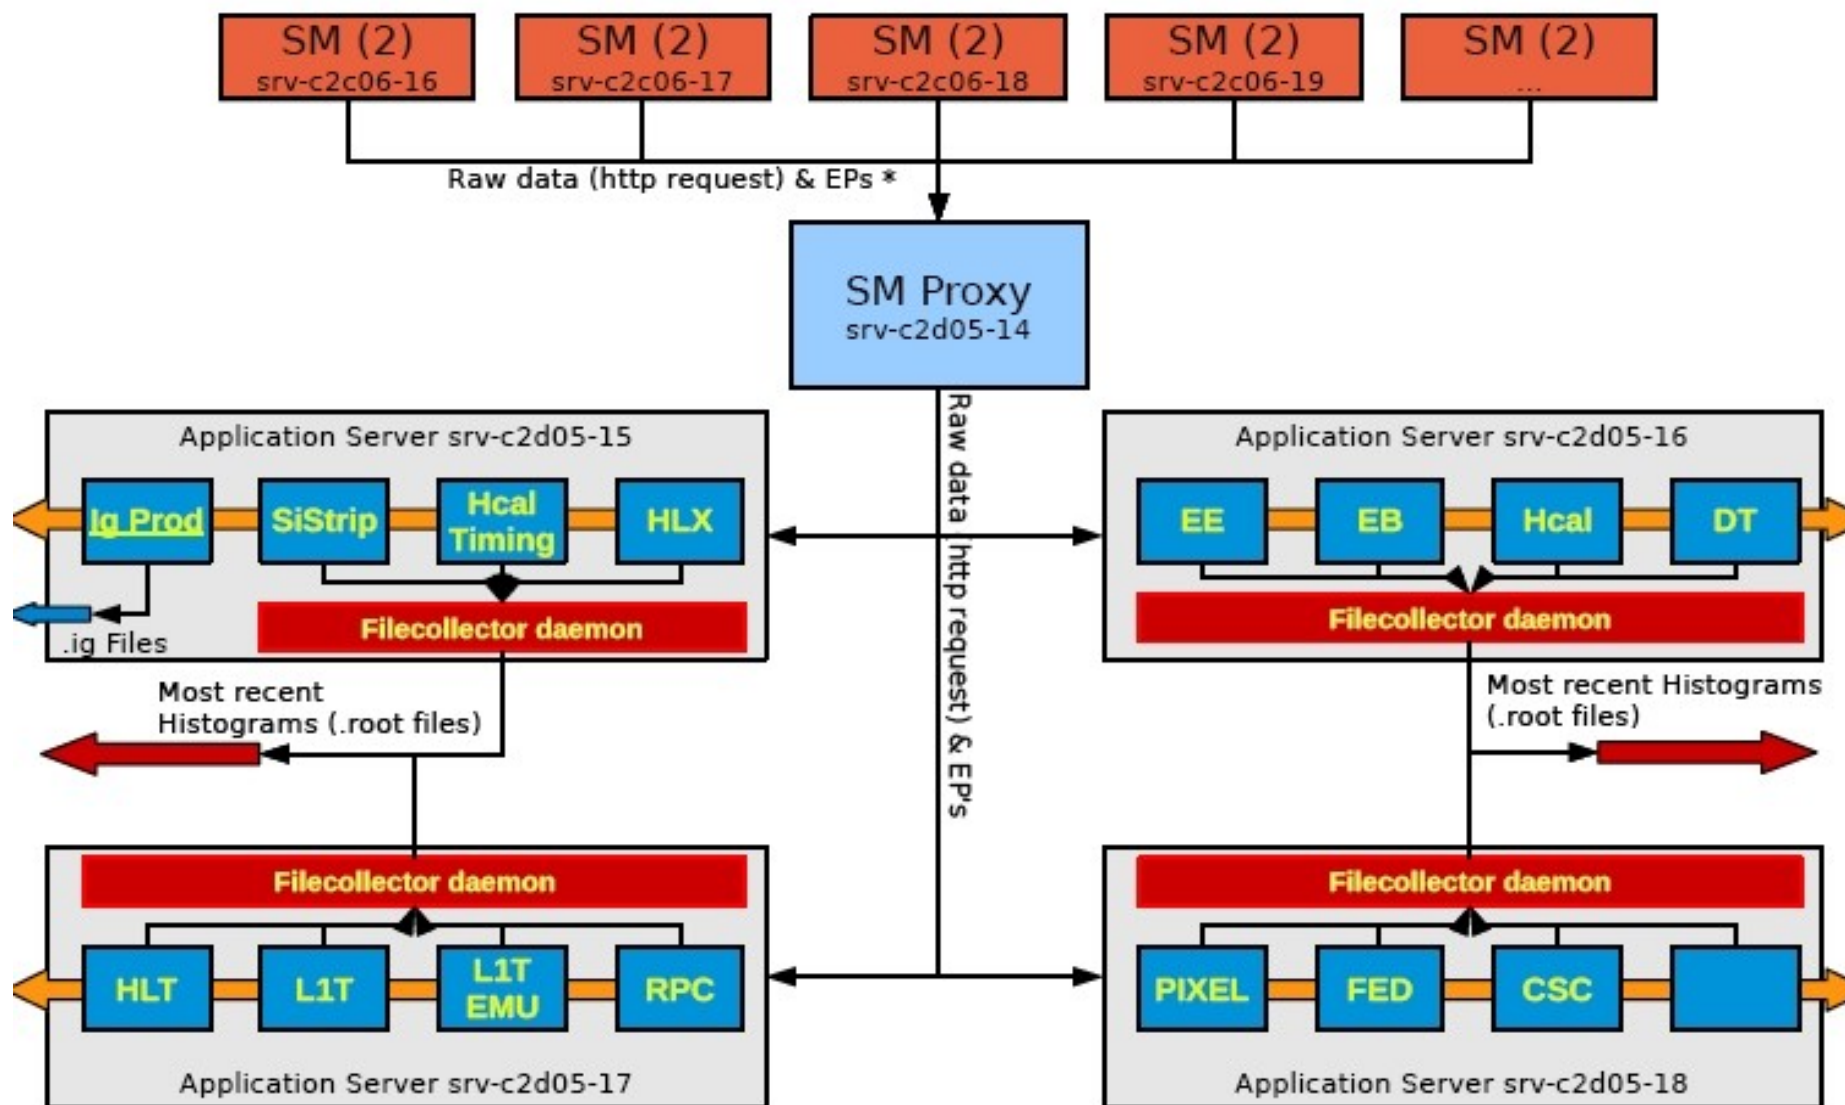 SM (2)
srv-c2c06-16
SM (2)
srv-c2c06-17
SM (2)
srv-c2c06-18
SM (2)
srv-c2c06-19
SM (2)
...
Raw data (http request) & EPs *
SM Proxy
srv-c2d05-14
Raw data (http request) & EP's
Application Server srv-c2d05-15
Ig Prod
SiStrip
Hcal
Timing
HLX
.ig Files
Filecollector daemon
Application Server srv-c2d05-16
EE
EB
Hcal
DT
Filecollector daemon
Most recent
Histograms (.root files)
Most recent Histograms
(.root files)
Filecollector daemon
HLT
L1T
L1T
EMU
RPC
Application Server srv-c2d05-17
Filecollector daemon
PIXEL
FED
CSC
Application Server srv-c2d05-18